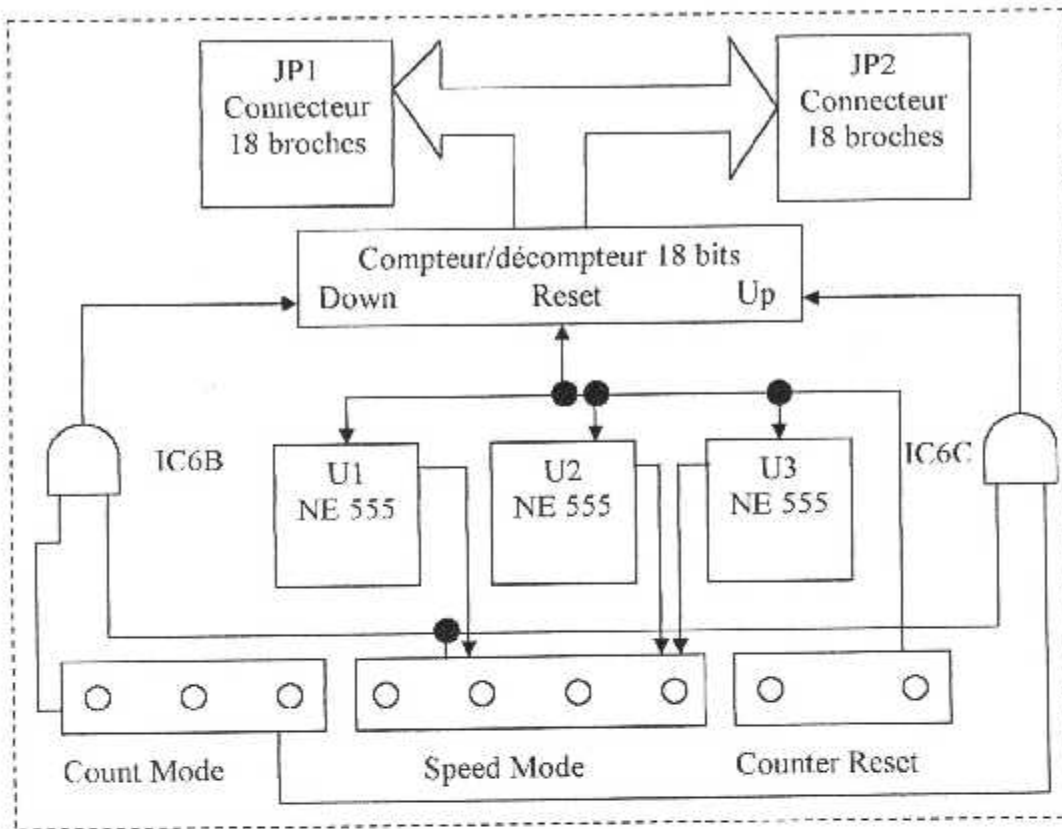 JP1
Connecteur
18 broches
JP2
Connecteur
18 broches
Compteur/décompteur 18 bits
Down Reset Up
IC6B
U1
NE 555
U2
NE 555
U3
NE 555
IC6C
Count Mode
Speed Mode
Counter Reset